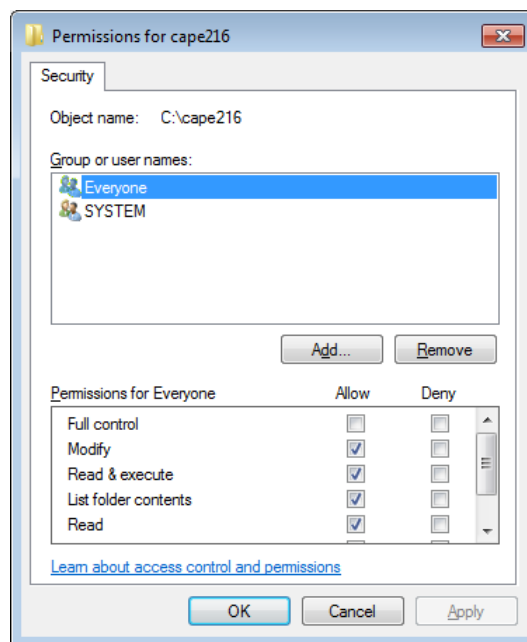 Permissions for cape216
Security
Object name: C:\cape216
Group or user names:
Everyone
SYSTEM
Add... Remove
Permissions for Everyone Allow Deny
Full control
Modify
Read & execute
List folder contents
Read
Learn about access control and permissions
OK Cancel Apply